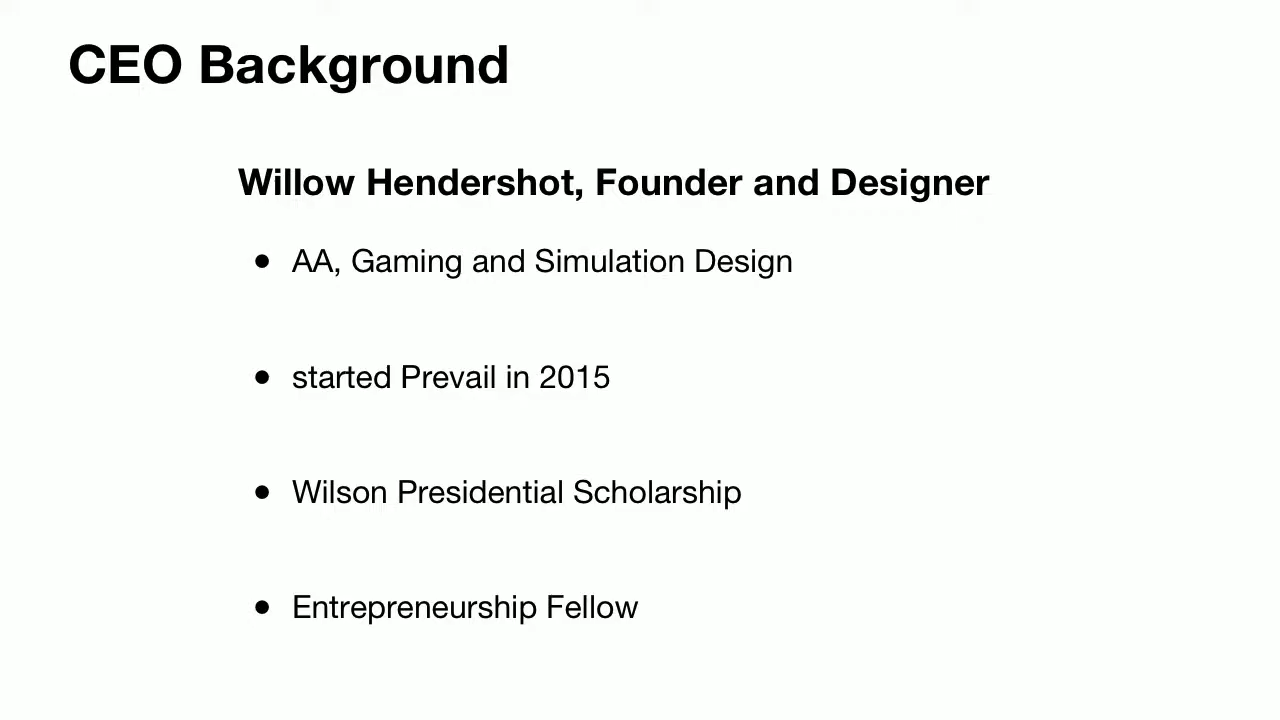 CEO Background
Willow Hendershot, Founder and Designer
• AA, Gaming and Simulation Design
• started Prevail in 2015
• Wilson Presidential Scholarship
• Entrepreneurship Fellow